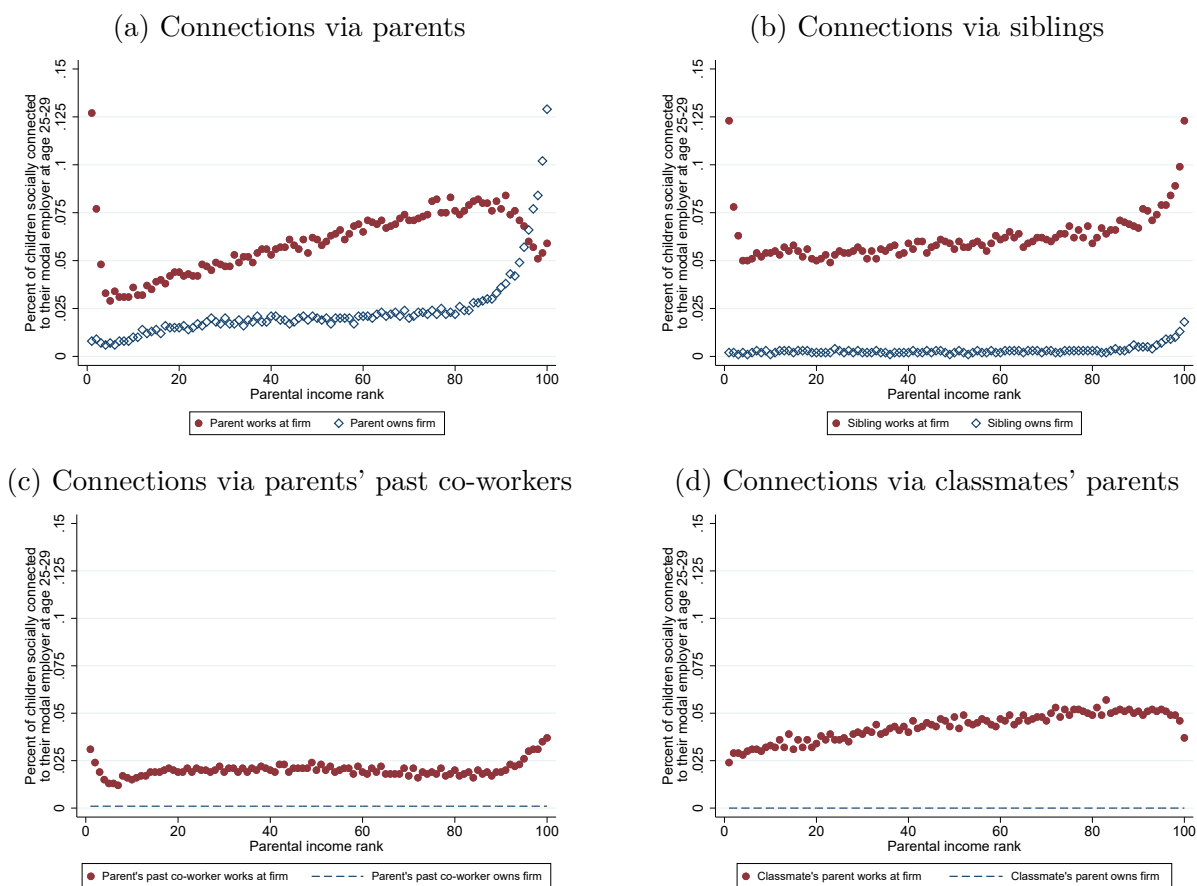 (a) Connections via parents
Percent of children socially connected
to their modal employer at age 25-29
0 .025 .05 .075 .1 .125 .15
0 20 40 60 80 100
Parental income rank
Parent works at firm Parent owns firm
(b) Connections via siblings
Percent of children socially connected
to their modal employer at age 25-29
0 .025 .05 .075 .1 .125 .15
0 20 40 60 80 100
Parental income rank
Sibling works at firm Sibling owns firm
(c) Connections via parents' past co-workers
Percent of children socially connected
to their modal employer at age 25-29
0 .025 .05 .075 .1 .125 .15
0 20 40 60 80 100
Parental income rank
Parent's past co-worker works at firm Parent's past co-worker owns firm
(d) Connections via classmates' parents
Percent of children socially connected
to their modal employer at age 25-29
0 .025 .05 .075 .1 .125 .15
0 20 40 60 80 100
Parental income rank
Classmate's parent works at firm Classmate's parent owns firm